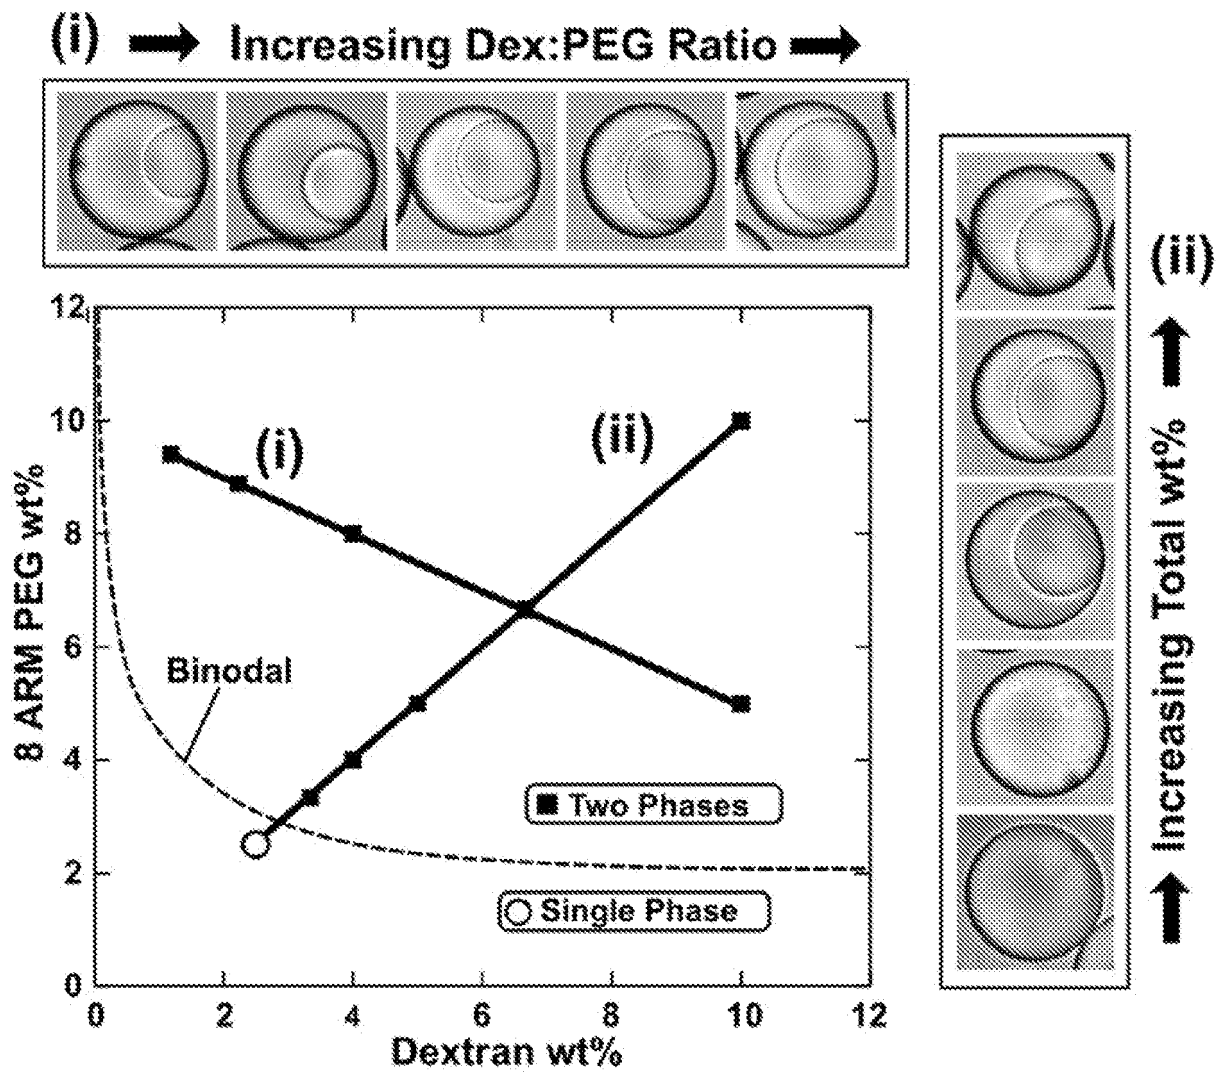 (i) Increasing Dex:PEG Ratio
(ii)
Increasing Total wt%
12
10
8
6
4
2
0
8 ARM PEG wt%
(i)
(ii)
Binodal
Two Phases
Single Phase
0 2 4 6 8 10 12
Dextran wt%